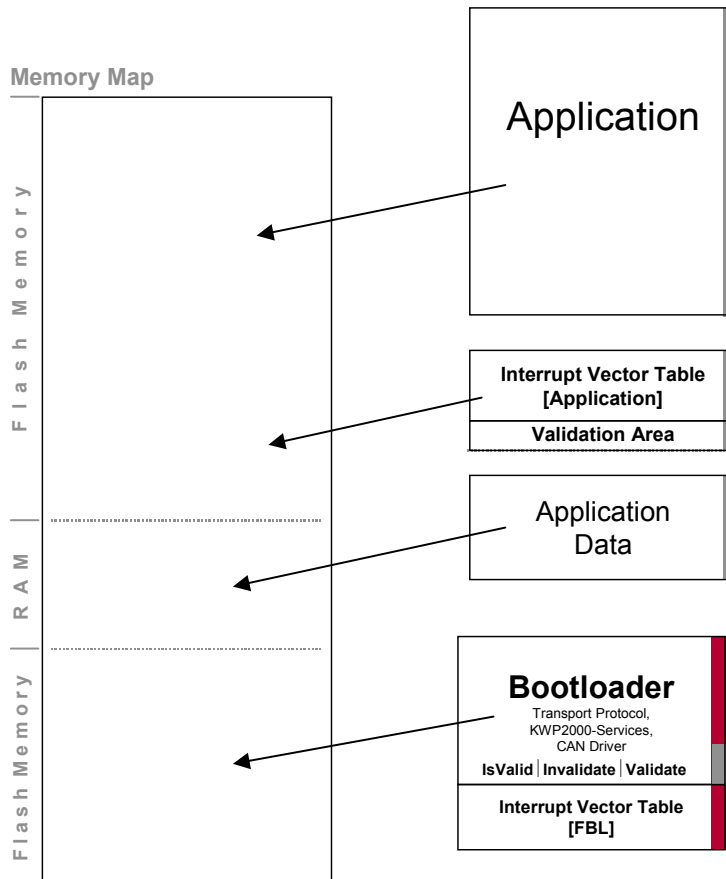 Memory Map
Flash Memory
RAM
Flash Memory
Application
Interrupt Vector Table
[Application]
Validation Area
Application
Data
Bootloader
Transport Protocol,
KWP2000-Services,
CAN Driver
IsValid Invalidate Validate
Interrupt Vector Table
[FBL]